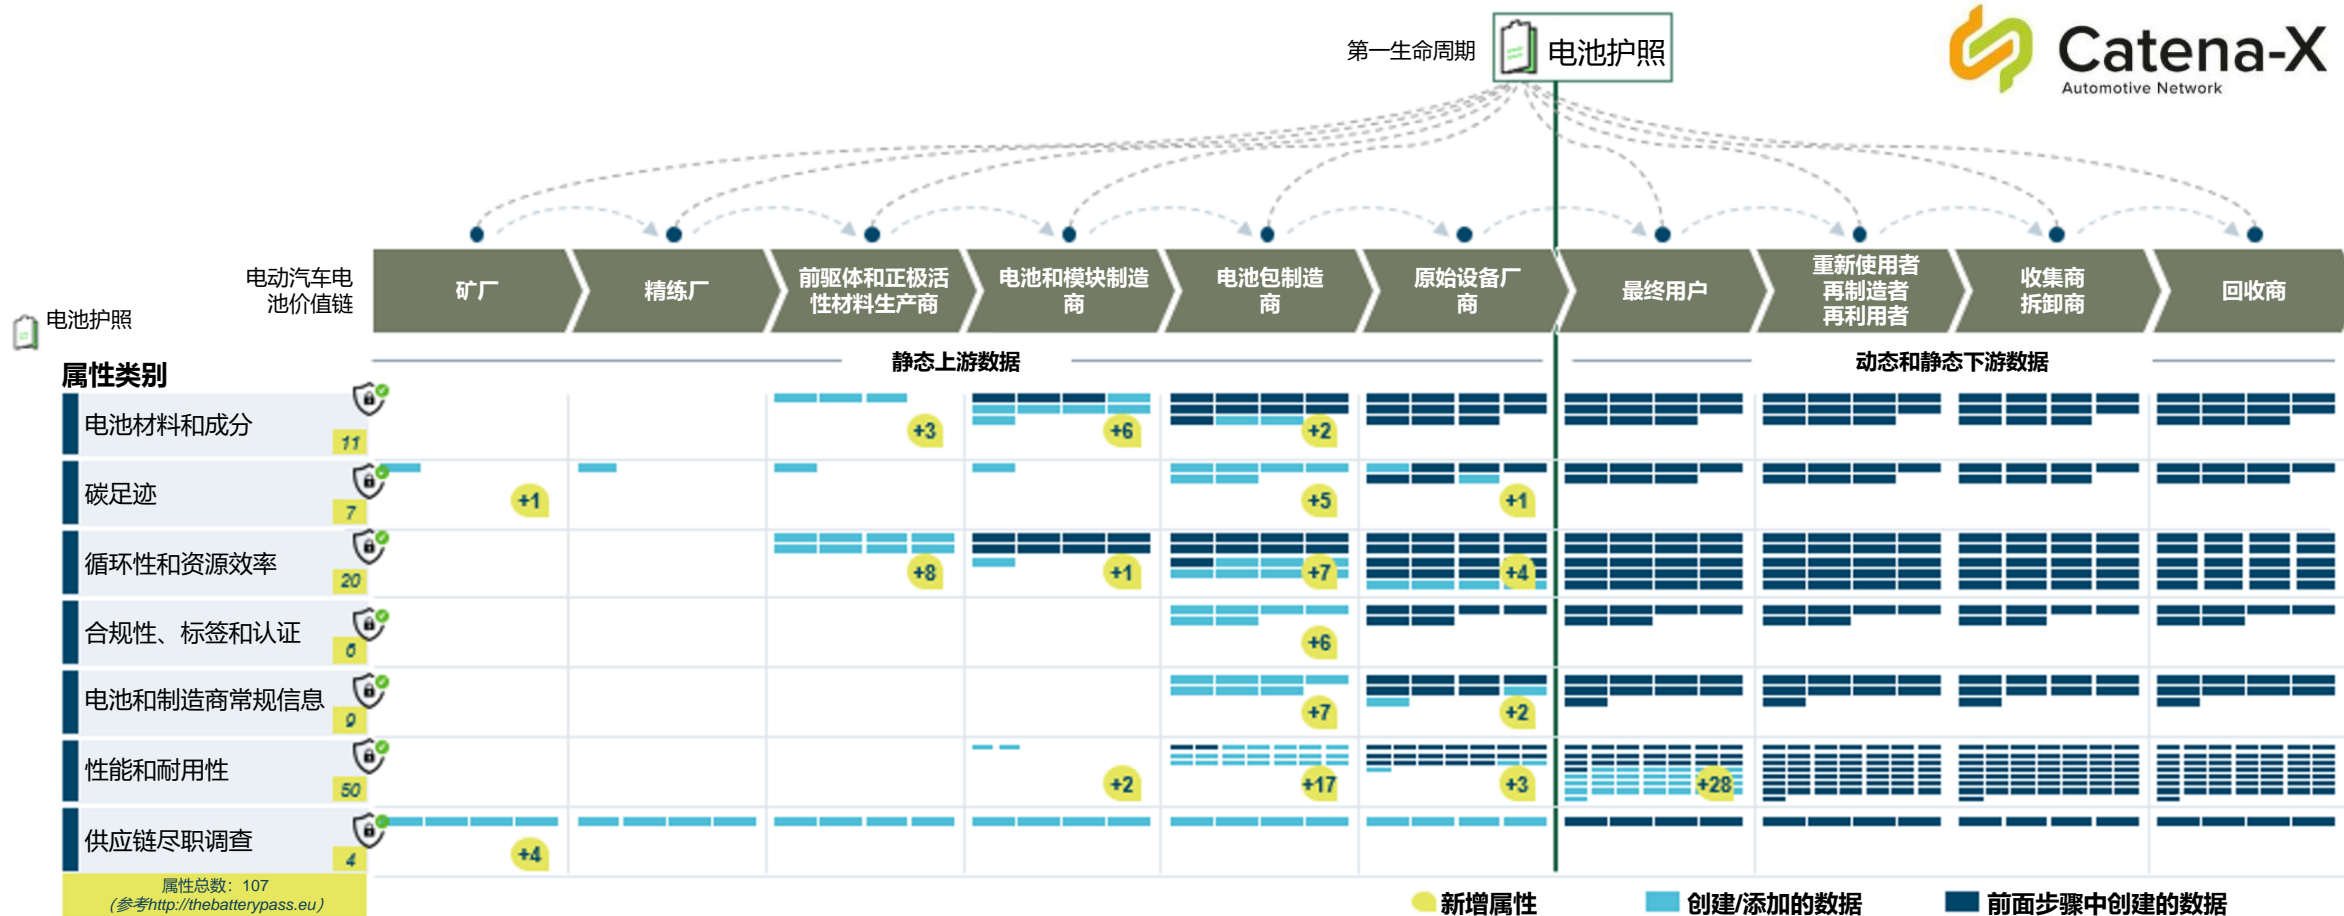 第一生命周期
电池护照
Catena-X
Automotive Network
电动汽车电
池价值链
矿厂
精练厂
前驱体和正极活
性材料生产商
电池和模块制造
商
电池包制造
商
原始设备厂
商
最终用户
重新使用者
再制造者
再利用者
收集商
拆卸商
回收商
电池护照
属性类别
静态上游数据
动态和静态下游数据
电池材料和成分
11
+3
+6
+2
碳足迹
7
+1
+5
+1
循环性和资源效率
20
+8
+1
+7
+4
合规性、标签和认证
6
+6
电池和制造商常规信息
9
+7
+2
性能和耐用性
50
+2
+17
+3
+28
供应链尽职调查
4
+4
属性总数：107
（参考http://thebatterypass.eu）
新增属性
创建/添加的数据
前面步骤中创建的数据